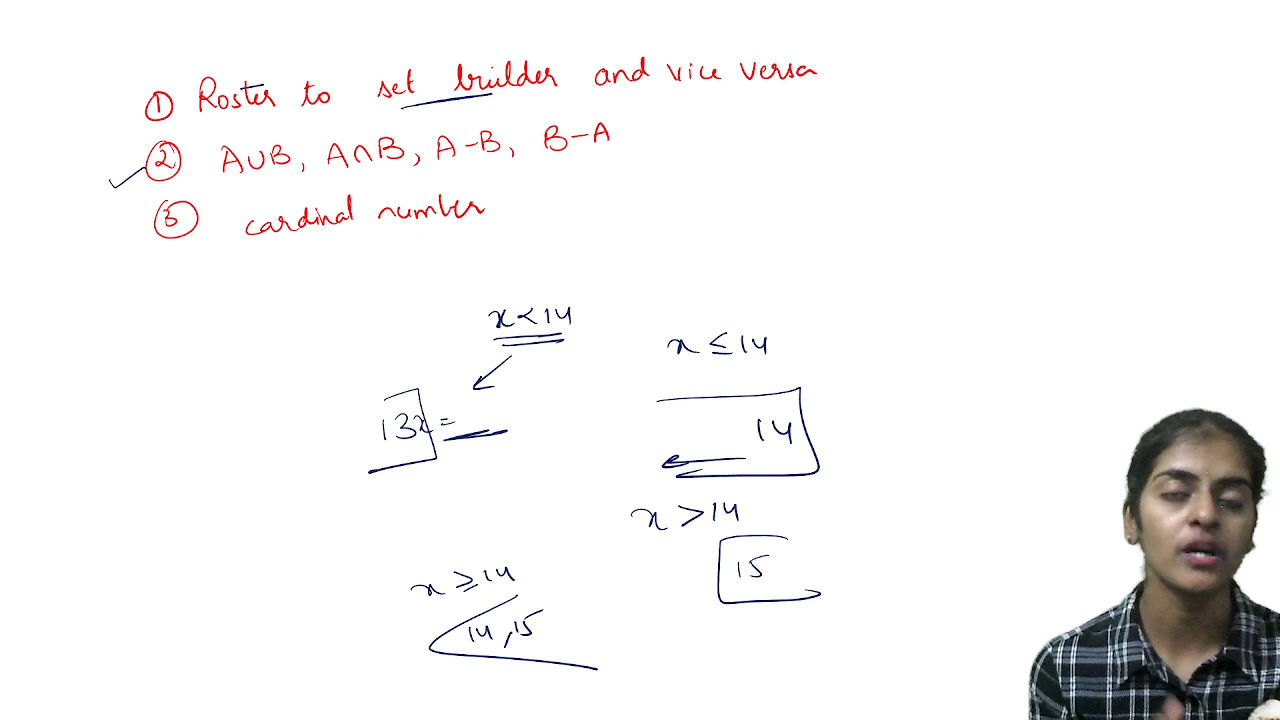 ① Roster to set builder and vice versa
② A∪B, A∩B, A-B, B-A
③ cardinal number
x<14
x≤14
13x=
14
x>14
15
x≥14
14,15